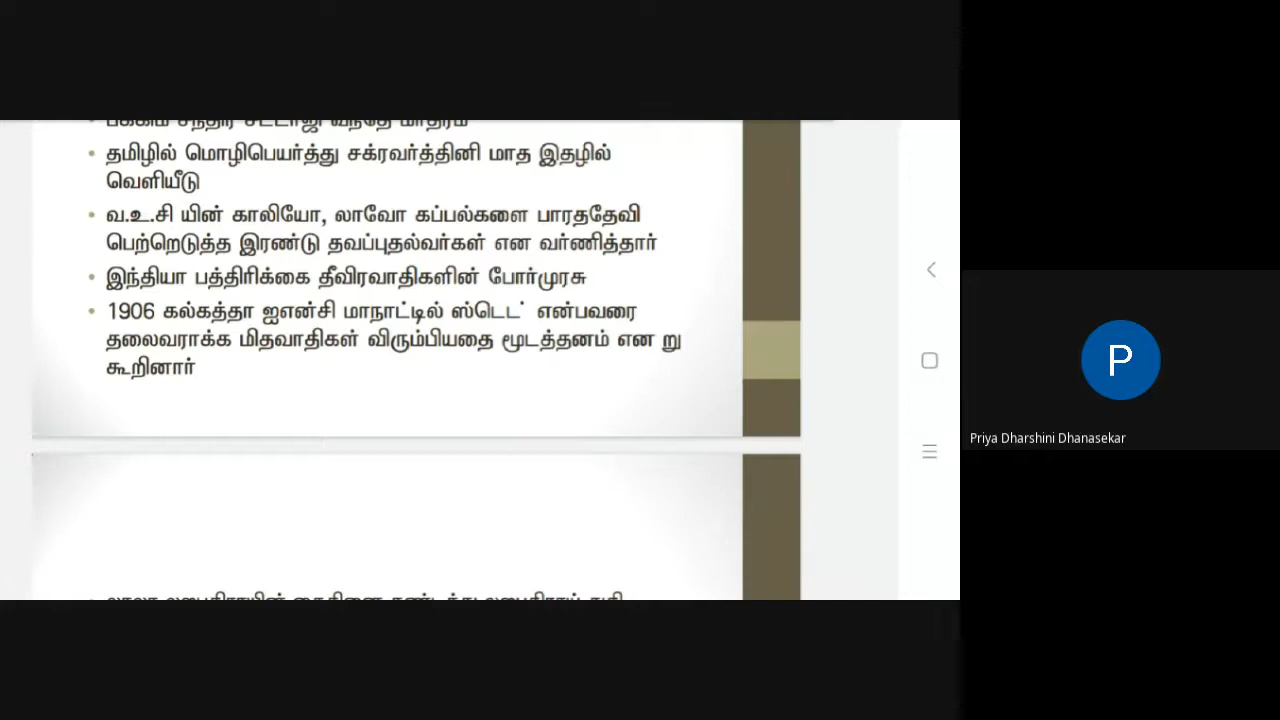 தமிழில் மொழிபெயர்த்து சக்ரவர்த்தினி மாத இதழில்
வெளியீடு
• வ.உ.சி யின் காலியோ, லாவோ கப்பல்களை பாரததேவி
பெற்றெடுத்த இரண்டு தவப்புதல்வர்கள் என வர்ணித்தார்
• இந்தியா பத்திரிக்கை தீவிரவாதிகளின் போர்முரசு
• 1906 கல்கத்தா ஐஎன்சி மாநாட்டில் ஸ்டெட் என்பவரை
தலைவராக்க மிதவாதிகள் விரும்பியதை மூடத்தனம் என று
கூறினார்
P
Priya Dharshini Dhanasekar